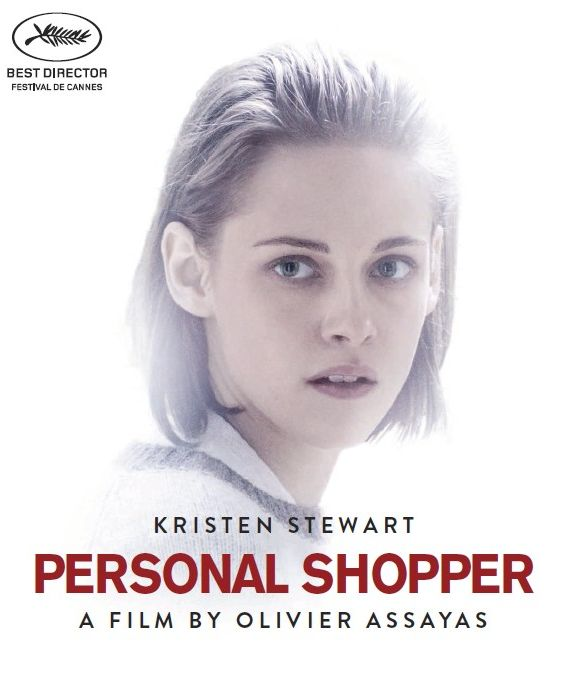 BEST DIRECTOR
FESTIVAL DE CANNES
KRISTEN STEWART
PERSONAL SHOPPER
A FILM BY OLIVIER ASSAYAS